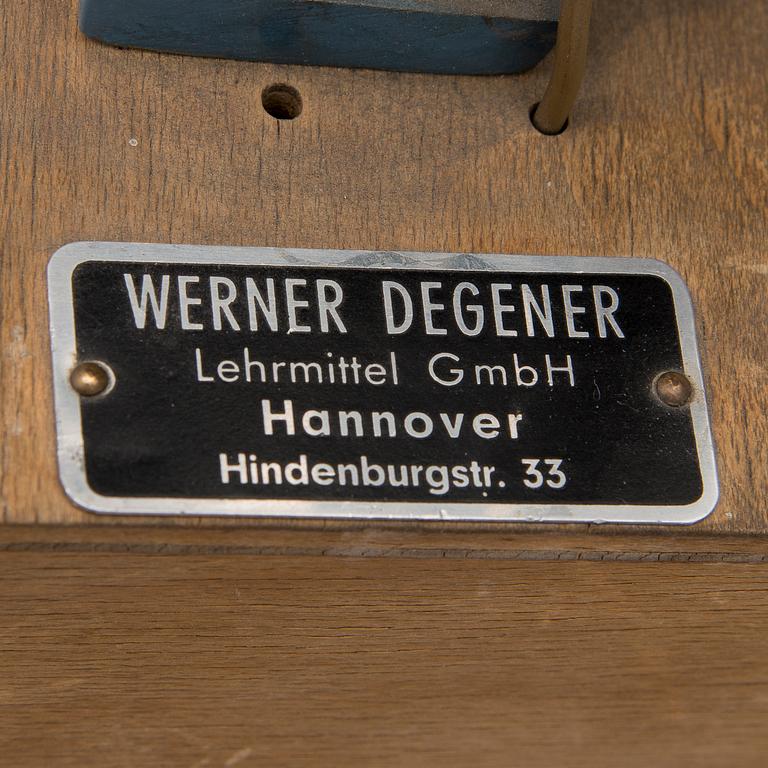 WERNER DEGENER
Lehrmittel GmbH
Hannover
Hindenburgstr. 33